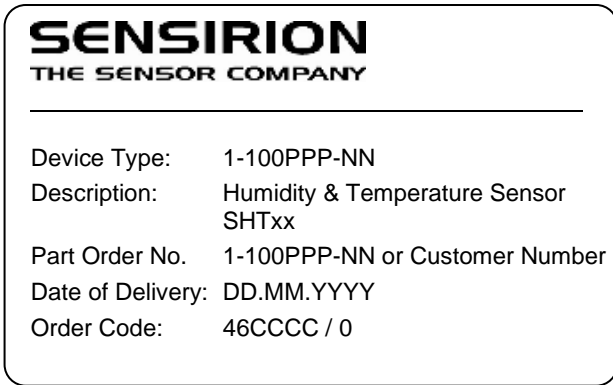 SENSIRION
THE SENSOR COMPANY
Device Type: 1-100PPP-NN
Description: Humidity & Temperature Sensor
SHTxx
Part Order No. 1-100PPP-NN or Customer Number
Date of Delivery: DD.MM.YYYY
Order Code: 46CCCC / 0